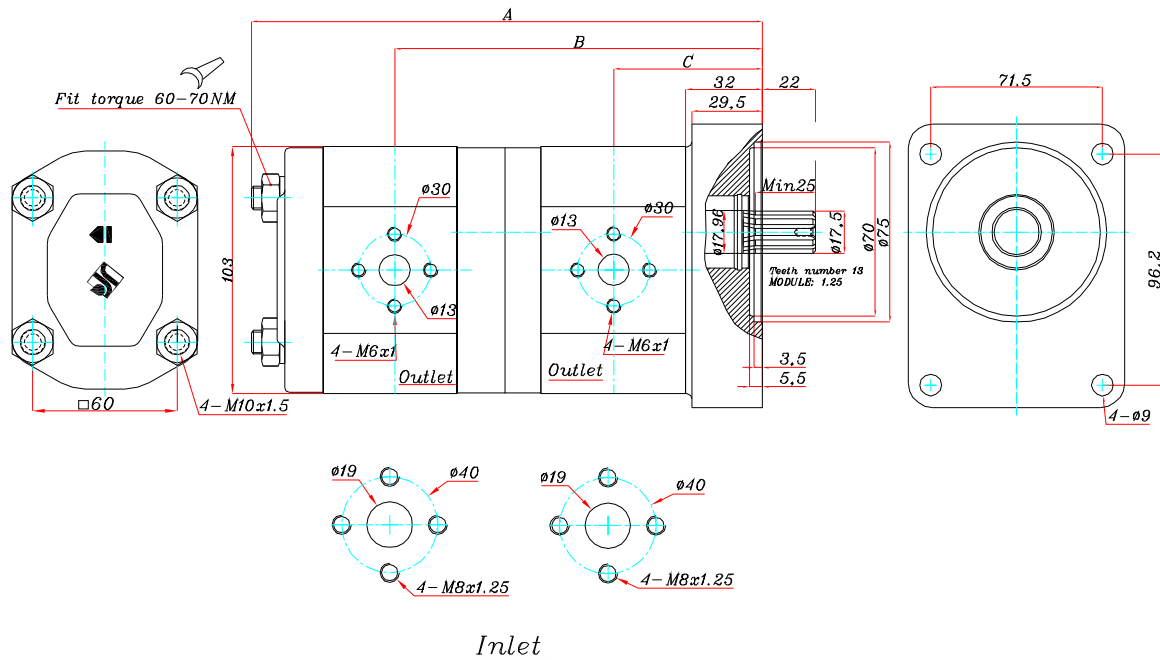 A
B
C
32
22
29,5
71.5
Fit torque 60-70NM
ø30
ø13
ø30
Min25
ø17.96
ø17.5
ø70
ø75
103
96.2
Teeth number 13
MODULE: 1.25
ø13
4-M6x1
4-M6x1
Outlet
Outlet
3,5
5,5
□60
4-M10x1.5
4-ø9
ø19
ø40
ø19
ø40
4-M8x1.25
4-M8x1.25
Inlet